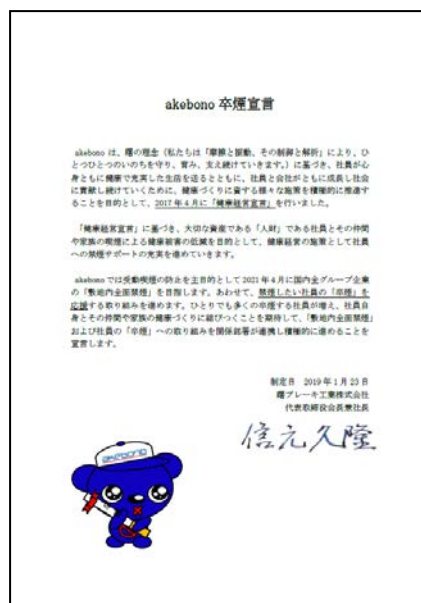 akebono 卒煙宣言
akebono は、曙の理念（私たちは「摩擦と振動、その制御と解析」により、ひ
とつひとつのいのちを守り、育み、支え続けていきます。）に基づき、社員が心
身ともに健康で充実した生活を送るとともに、社員と会社がともに成長し社会
に貢献し続けていくために、健康づくりに資する様々な施策を積極的に推進す
ることを目的として、2017年4月に「健康経営宣言」を行いました。
「健康経営宣言」に基づき、大切な資産である「人財」である社員とその仲間
や家族の喫煙による健康被害の低減を目的として、健康経営の施策として社員
への禁煙サポートの充実を進めていきます。
akebono では受動喫煙の防止を主目的として2021年4月に国内全グループ企業
の「敷地内全面禁煙」を目指します。あわせて、禁煙したい社員の「卒煙」を
応援する取り組みを進めます。ひとりでも多くの卒煙する社員が増え、社員自
身とその仲間や家族の健康づくりに結びつくことを期待して、「敷地内全面禁煙」
および社員の「卒煙」への取り組みを関係部署が連携し積極的に進めることを
宣言します。
制定日 2019年1月23日
曙ブレーキ工業株式会社
代表取締役会長兼社長
信元久隆
akebono